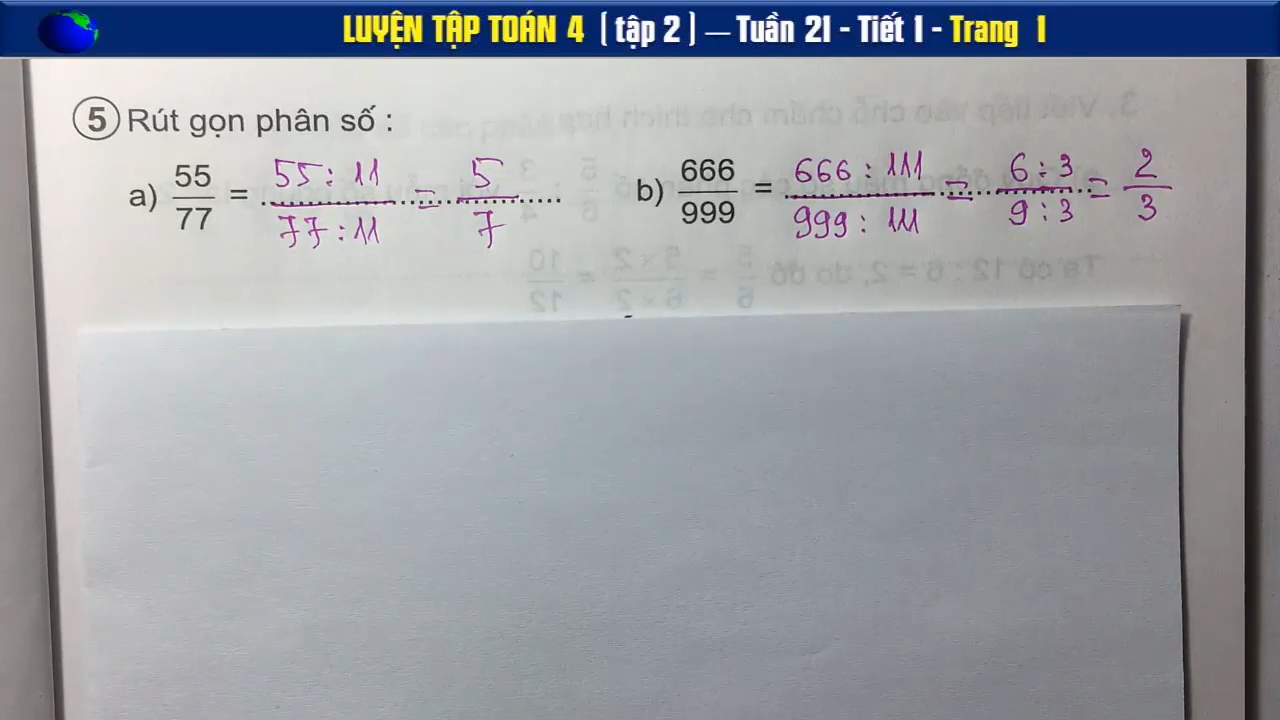 LUYỆN TẬP TOÁN 4 ( tập 2 ) – Tuần 21 - Tiết 1 - Trang 1
5 Rút gọn phân số :
a) 55/77 = 55 : 11/77 : 11 = 5/7 b) 666/999 = 666 : 111/999 : 111 = 6 : 3/9 : 3 = 2/3